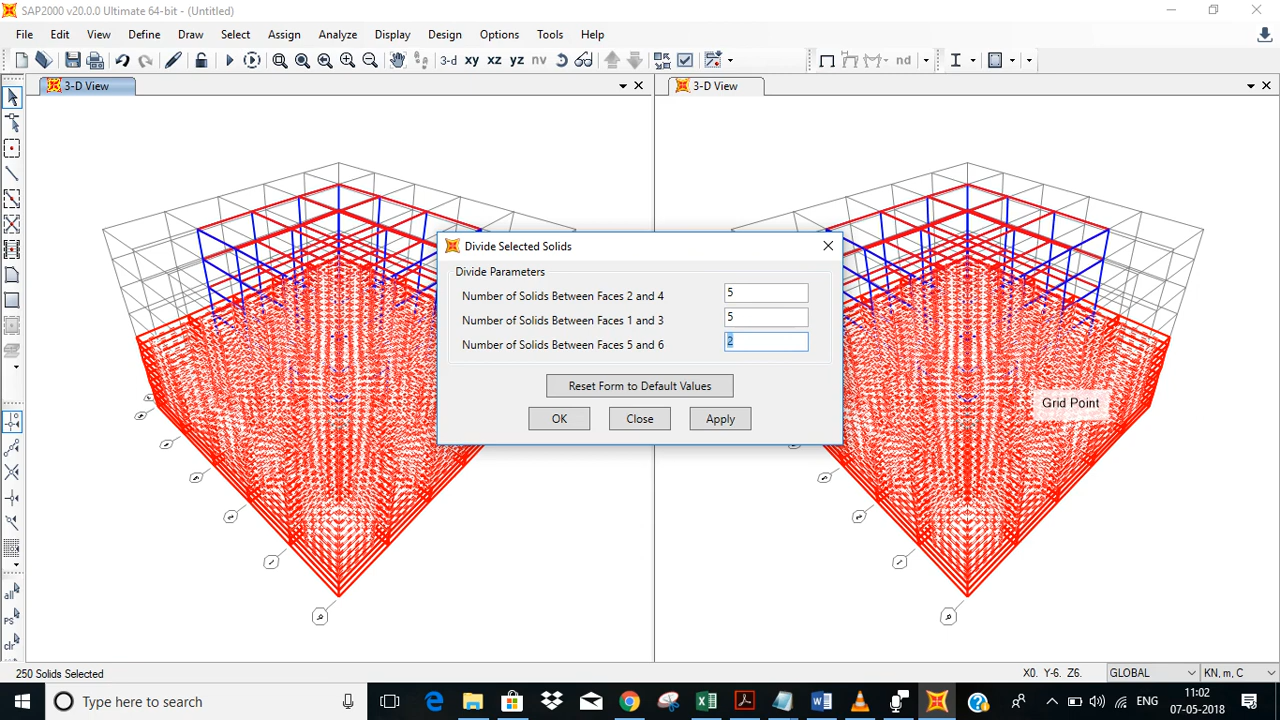 SAP2000 v20.0.0 Ultimate 64-bit - (Untitled)
File Edit View Define Draw Select Assign Analyze Display Design Options Tools Help
3-d xy xz yz nv nd
3-D View
3-D View
Divide Selected Solids
Divide Parameters
Number of Solids Between Faces 2 and 4 5
Number of Solids Between Faces 1 and 3 5
Number of Solids Between Faces 5 and 6 2
Reset Form to Default Values
OK Close Apply
Grid Point
all
PS
clr
250 Solids Selected X0. Y-6. Z6. GLOBAL KN, m, C
Type here to search ENG 11:02
07-05-2018